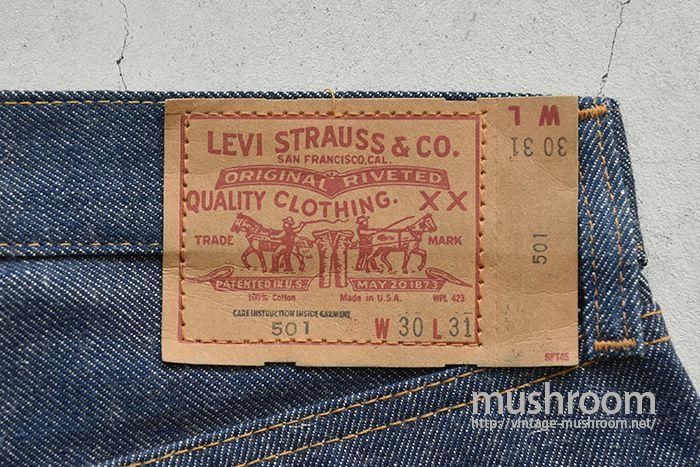 LEVI STRAUSS & CO.
SAN FRANCISCO, CAL.
ORIGINAL RIVETED
QUALITY CLOTHING. XX
TRADE MARK
PATENTED IN U.S. MAY 20 1873
100% Cotton Made in U.S.A. WPL 423
CARE INSTRUCTION INSIDE GARMENT
501 W 30 L 31
W L
30 31
501
SFT45
mushroom
http://vintage-mushroom.net/